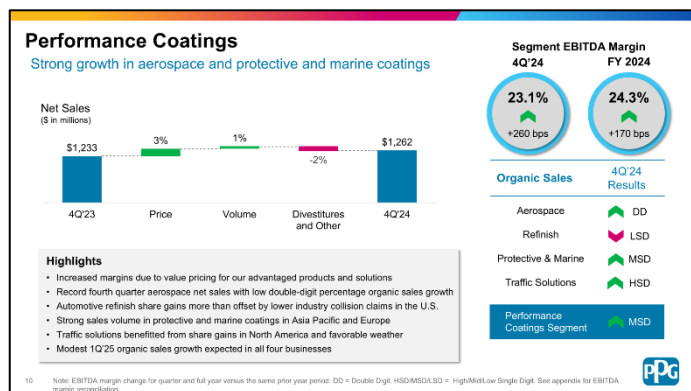 Performance Coatings
Strong growth in aerospace and protective and marine coatings
Net Sales
($ in millions)
$1,233
3%
1%
-2%
$1,262
4Q'23
Price
Volume
Divestitures
and Other
4Q'24
Highlights
• Increased margins due to value pricing for our advantaged products and solutions
• Record fourth quarter aerospace net sales with low double-digit percentage organic sales growth
• Automotive refinish share gains more than offset by lower industry collision claims in the U.S.
• Strong sales volume in protective and marine coatings in Asia Pacific and Europe
• Traffic solutions benefitted from share gains in North America and favorable weather
• Modest 1Q'25 organic sales growth expected in all four businesses
Segment EBITDA Margin
4Q'24 FY 2024
23.1% 24.3%
+260 bps +170 bps
Organic Sales
4Q'24
Results
Aerospace DD
Refinish LSD
Protective & Marine MSD
Traffic Solutions HSD
Performance
Coatings Segment MSD
10 Note: EBITDA margin change for quarter and full year versus the same prior year period. DD = Double Digit. HSD/MSD/LSD = High/Mid/Low Single Digit. See appendix for EBITDA
margin reconciliation
PPG